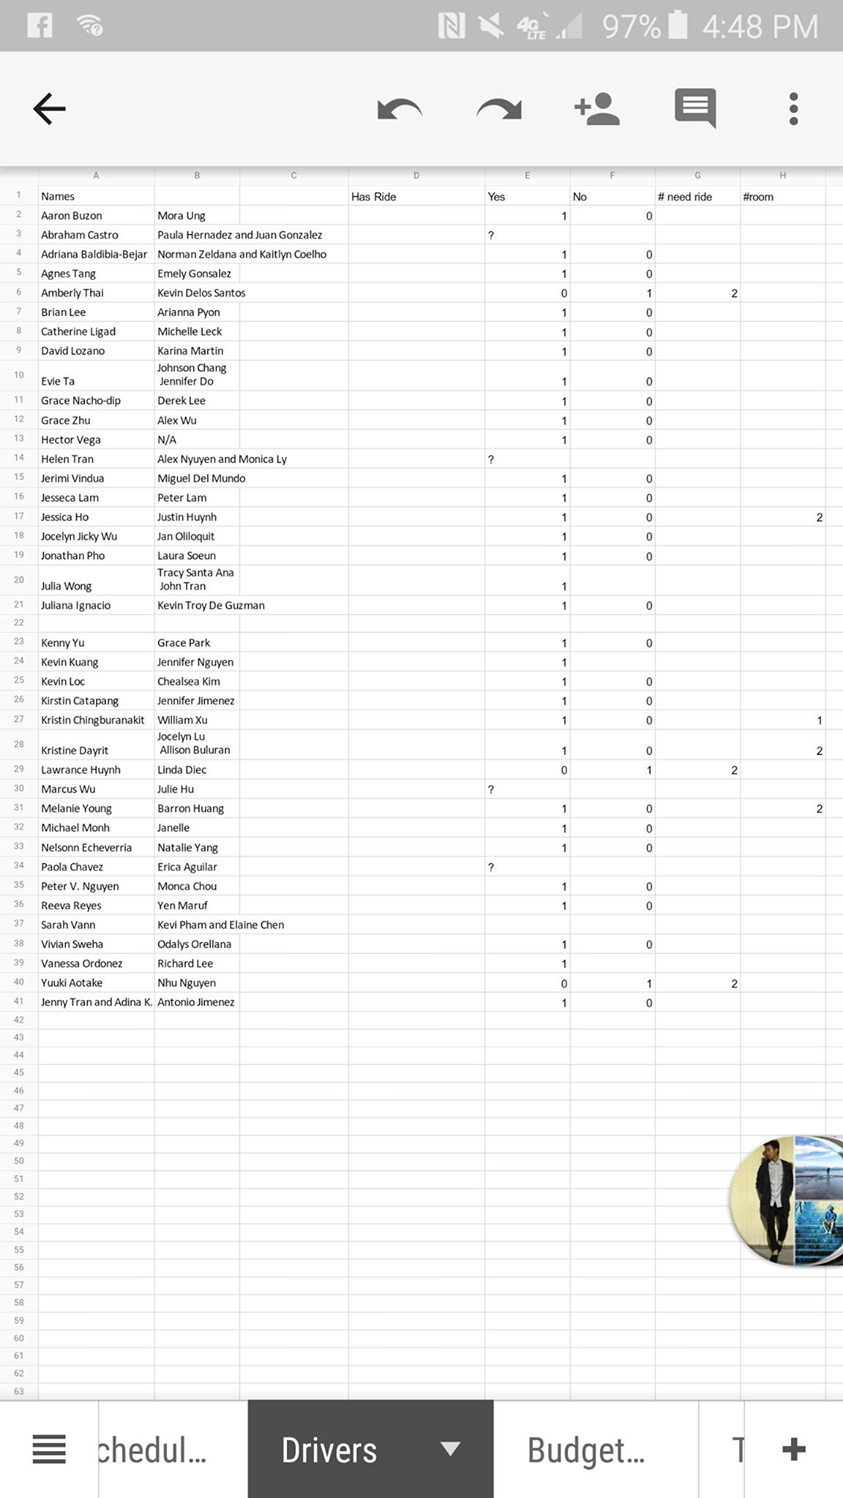 97% 4:48 PM
A B C D E F G H
1 Names Has Ride Yes No # need ride #room
2 Aaron Buzon Mora Ung 1 0
3 Abraham Castro Paula Hernadez and Juan Gonzalez ?
4 Adriana Baldibia-Bejar Norman Zeldana and Kaitlyn Coelho 1 0
5 Agnes Tang Emely Gonsalez 1 0
6 Amberly Thai Kevin Delos Santos 0 1 2
7 Brian Lee Arianna Pyon 1 0
8 Catherine Ligad Michelle Leck 1 0
9 David Lozano Karina Martin 1 0
Johnson Chang
10 Evie Ta Jennifer Do 1 0
11 Grace Nacho-dip Derek Lee 1 0
12 Grace Zhu Alex Wu 1 0
13 Hector Vega N/A 1 0
14 Helen Tran Alex Nyuyen and Monica Ly ?
15 Jerimi Vindua Miguel Del Mundo 1 0
16 Jesseca Lam Peter Lam 1 0
17 Jessica Ho Justin Huynh 1 0 2
18 Jocelyn Jicky Wu Jan Oliloquit 1 0
19 Jonathan Pho Laura Soeun 1 0
Tracy Santa Ana
20 Julia Wong John Tran 1
21 Juliana Ignacio Kevin Troy De Guzman 1 0
22
23 Kenny Yu Grace Park 1 0
24 Kevin Kuang Jennifer Nguyen 1
25 Kevin Loc Chealsea Kim 1 0
26 Kirstin Catapang Jennifer Jimenez 1 0
27 Kristin Chingburanakit William Xu 1 0 1
Jocelyn Lu
28 Kristine Dayrit Allison Buluran 1 0 2
29 Lawrance Huynh Linda Diec 0 1 2
30 Marcus Wu Julie Hu ?
31 Melanie Young Barron Huang 1 0 2
32 Michael Monh Janelle 1 0
33 Nelsonn Echeverria Natalie Yang 1 0
34 Paola Chavez Erica Aguilar ?
35 Peter V. Nguyen Monca Chou 1 0
36 Reeva Reyes Yen Maruf 1 0
37 Sarah Vann Kevi Pham and Elaine Chen
38 Vivian Sweha Odalys Orellana 1 0
39 Vanessa Ordonez Richard Lee 1
40 Yuuki Aotake Nhu Nguyen 0 1 2
41 Jenny Tran and Adina K. Antonio Jimenez 1 0
42
43
44
45
46
47
48
49
50
51
52
53
54
55
56
57
58
59
60
61
62
63
chedul... Drivers Budget... T